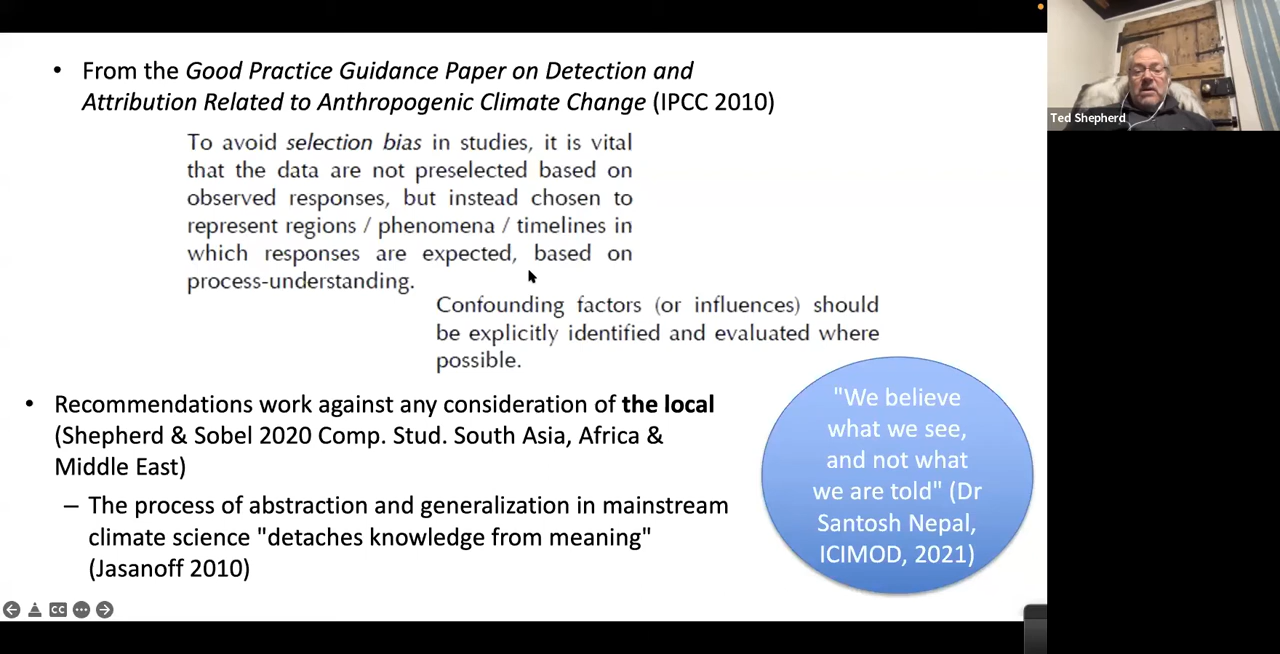 • From the Good Practice Guidance Paper on Detection and
Attribution Related to Anthropogenic Climate Change (IPCC 2010)
To avoid selection bias in studies, it is vital
that the data are not preselected based on
observed responses, but instead chosen to
represent regions / phenomena / timelines in
which responses are expected, based on
process-understanding.
Confounding factors (or influences) should
be explicitly identified and evaluated where
possible.
• Recommendations work against any consideration of the local
(Shepherd & Sobel 2020 Comp. Stud. South Asia, Africa &
Middle East)
– The process of abstraction and generalization in mainstream
climate science "detaches knowledge from meaning"
(Jasanoff 2010)
"We believe
what we see,
and not what
we are told" (Dr
Santosh Nepal,
ICIMOD, 2021)
CC
Ted Shepherd